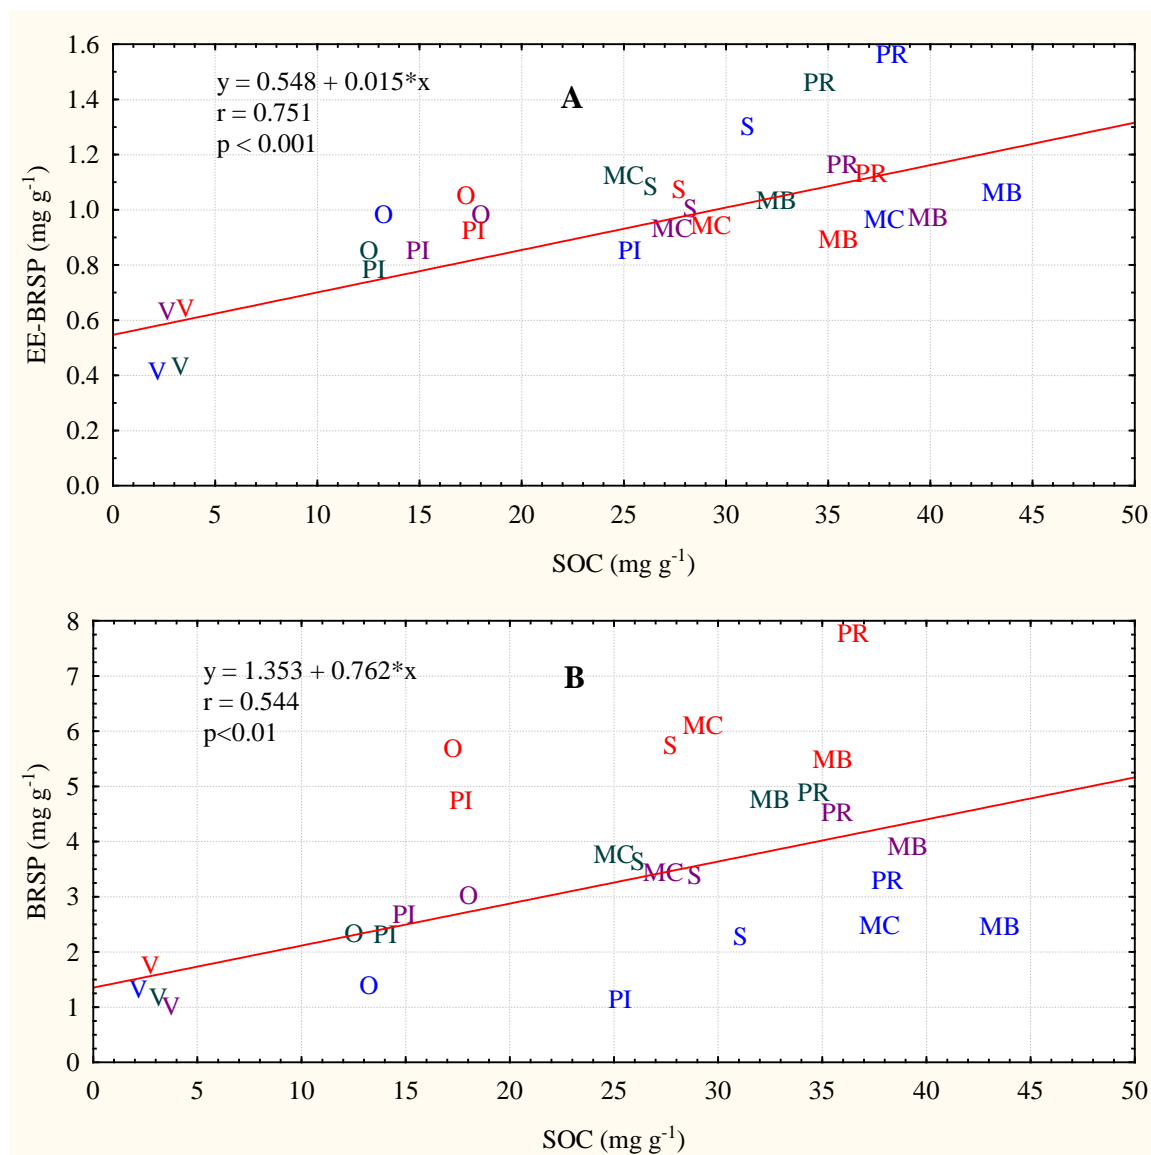 1.6
y = 0.548 + 0.015*x
r = 0.751
p < 0.001
A
PR
PR
1.4
S
1.2
PR
PR
MC
S
S
MB
MB
O
O
O
S
1.0
MC
MB
PI
MC
MC
MB
O
PI
PI
0.8
PI
V
V
0.6
V
V
0.4
0.2
0.0
EE-BRSP (mg g-1)
0 5 10 15 20 25 30 35 40 45 50
SOC (mg g-1)
8
y = 1.353 + 0.762*x
r = 0.544
p<0.01
B
PR
7
MC
6
O
S
MB
5
PI
MB
PR
PR
4
MC
S
MB
MC
S
PR
3
O
PI
O
PI
S
MC
MB
2
V
V
V
V
O
PI
1
0
BRSP (mg g-1)
0 5 10 15 20 25 30 35 40 45 50
SOC (mg g-1)